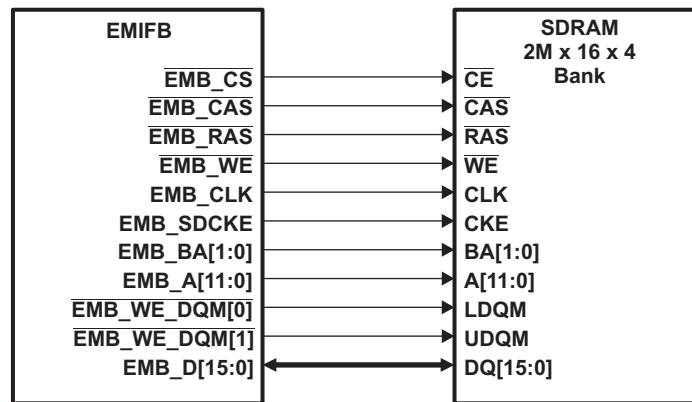 EMIFB
EMB_CS
EMB_CAS
EMB_RAS
EMB_WE
EMB_CLK
EMB_SDCKE
EMB_BA[1:0]
EMB_A[11:0]
EMB_WE_DQM[0]
EMB_WE_DQM[1]
EMB_D[15:0]
SDRAM
2M x 16 x 4
Bank
CE
CAS
RAS
WE
CLK
CKE
BA[1:0]
A[11:0]
LDQM
UDQM
DQ[15:0]